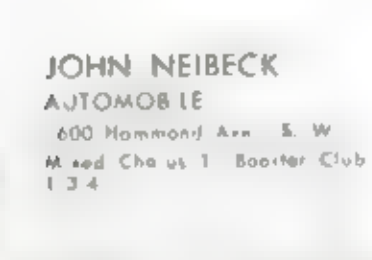 JOHN NEIBECK
AUTOMOBILE
600 Hammond Ave. S. W
Mixed Chorus 1 Booster Club
1 3 4